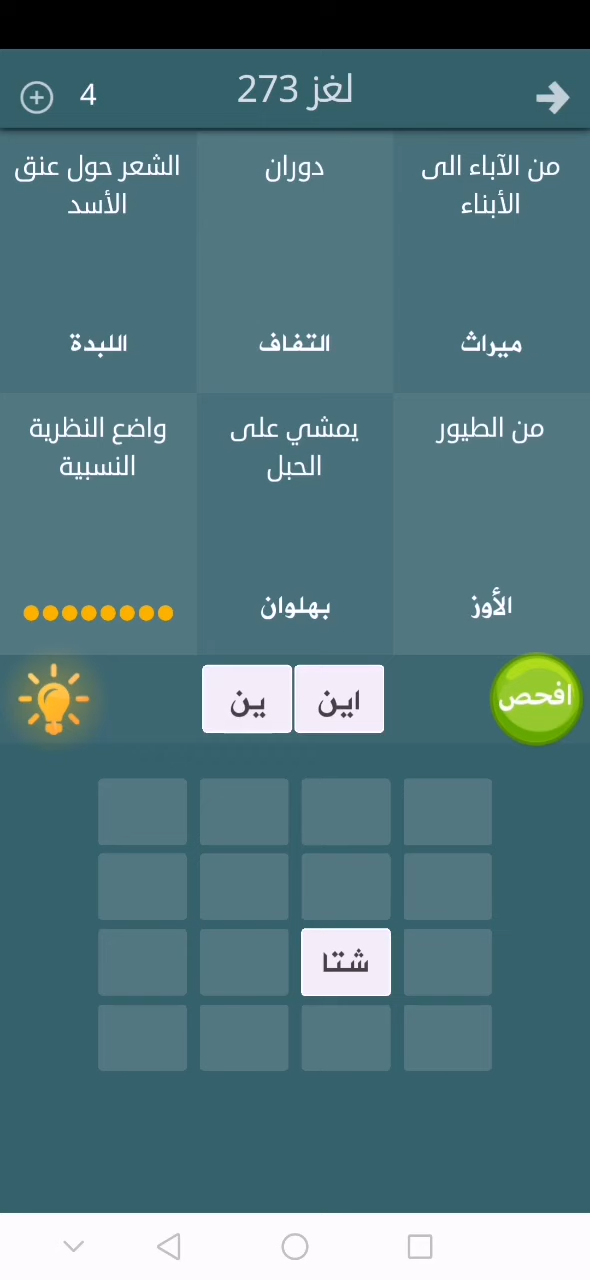 لغز 273
4
من الآباء الى
الأبناء
ميراث
دوران
التفاف
الشعر حول عنق
الأسد
اللبدة
من الطيور
الأوز
يمشي على
الحبل
بهلوان
واضع النظرية
النسبية
افحص
اين
ين
شتا